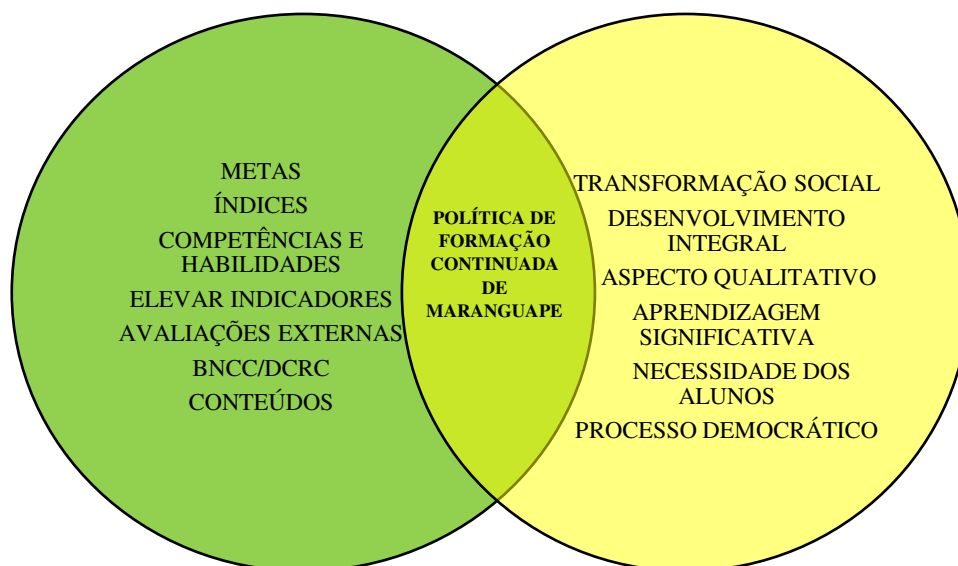 METAS
ÍNDICES
COMPETÊNCIAS E
HABILIDADES
ELEVAR INDICADORES
AVALIAÇÕES EXTERNAS
BNCC/DCRC
CONTEÚDOS
POLÍTICA DE
FORMAÇÃO
CONTINUADA
DE
MARANGUAPE
TRANSFORMAÇÃO SOCIAL
DESENVOLVIMENTO
INTEGRAL
ASPECTO QUALITATIVO
APRENDIZAGEM
SIGNIFICATIVA
NECESSIDADE DOS
ALUNOS
PROCESSO DEMOCRÁTICO